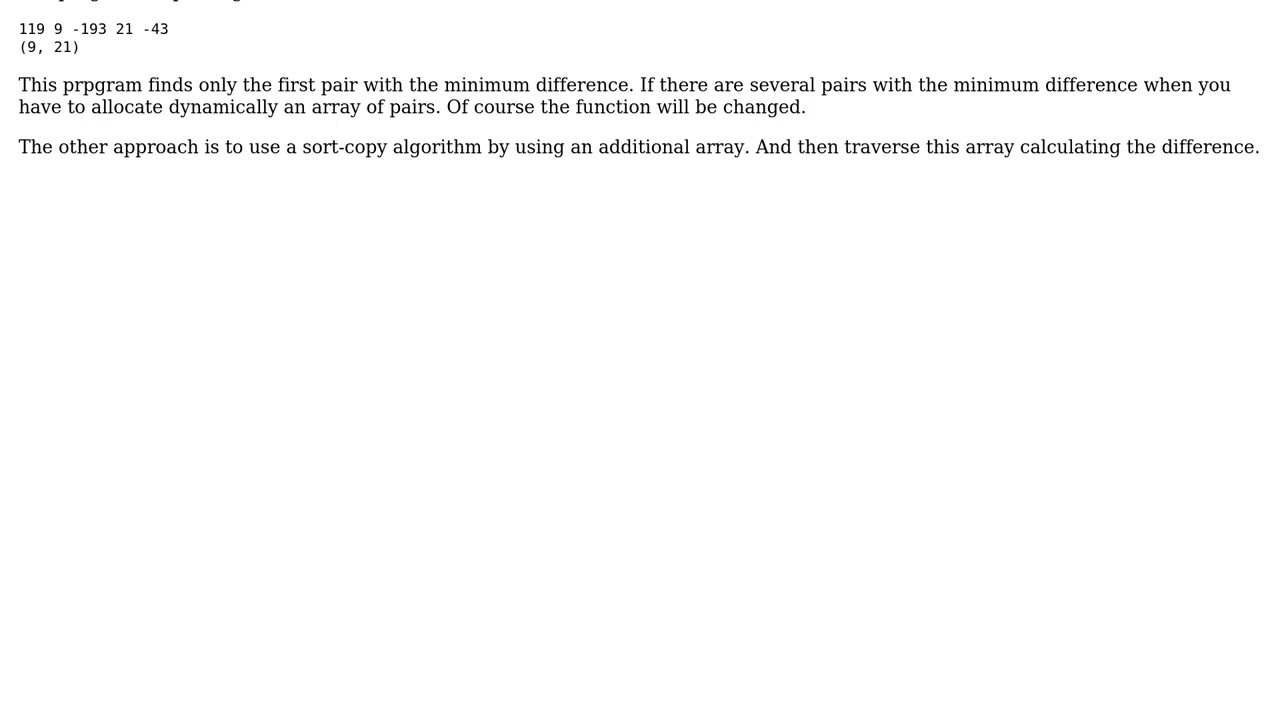 119 9 -193 21 -43
(9, 21)
This prpgram finds only the first pair with the minimum difference. If there are several pairs with the minimum difference when you
have to allocate dynamically an array of pairs. Of course the function will be changed.
The other approach is to use a sort-copy algorithm by using an additional array. And then traverse this array calculating the difference.